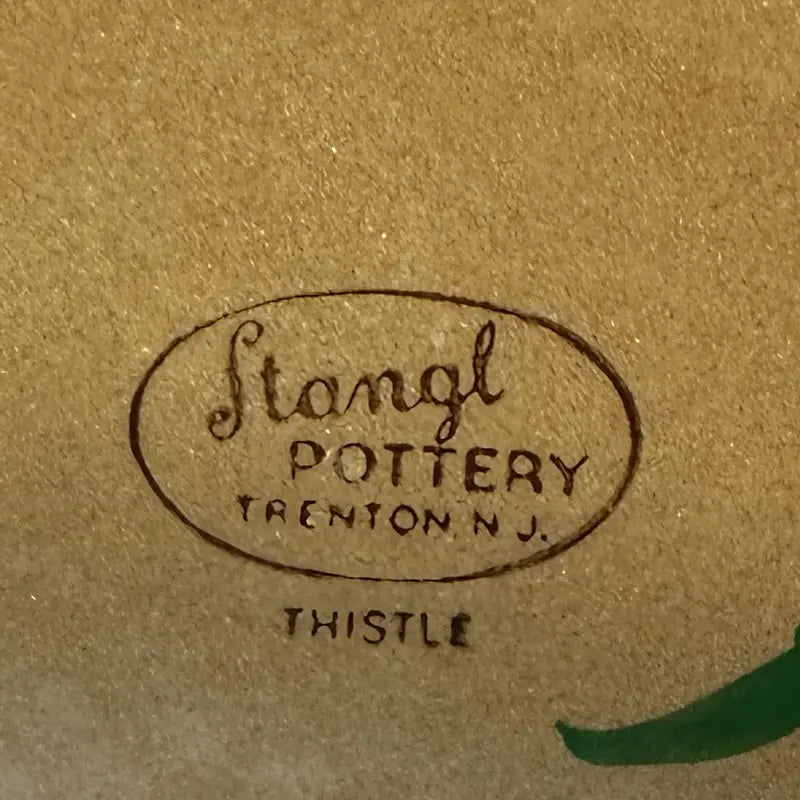 Stangl
POTTERY
TRENTON, N.J.
THISTLE